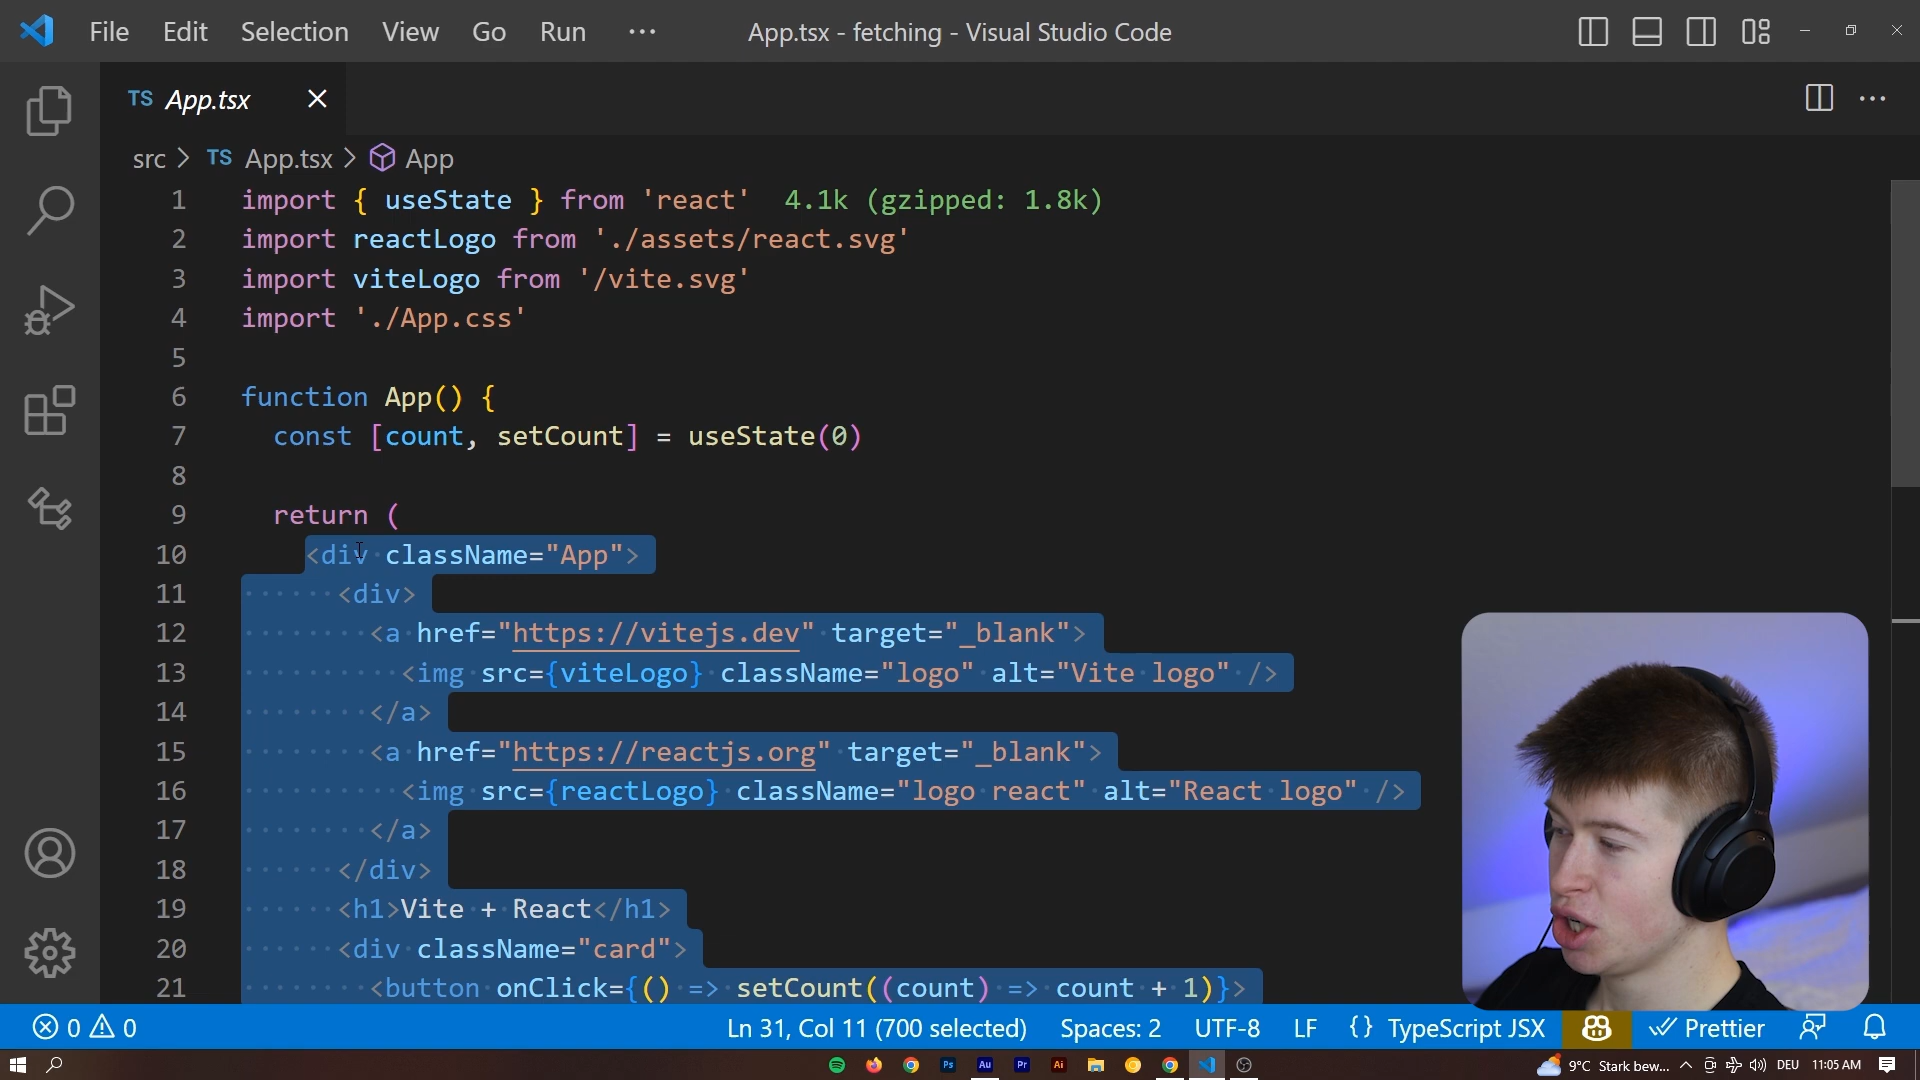 File Edit Selection View Go Run ··· App.tsx - fetching - Visual Studio Code
TS App.tsx
src > TS App.tsx > App
1 import { useState } from 'react' 4.1k (gzipped: 1.8k)
2 import reactLogo from './assets/react.svg'
3 import viteLogo from '/vite.svg'
4 import './App.css'
5
6 function App() {
7 const [count, setCount] = useState(0)
8
9 return (
10 <div className="App">
11 <div>
12 <a href="https://vitejs.dev" target="_blank">
13 <img src={viteLogo} className="logo" alt="Vite logo" />
14 </a>
15 <a href="https://reactjs.org" target="_blank">
16 <img src={reactLogo} className="logo react" alt="React logo" />
17 </a>
18 </div>
19 <h1>Vite + React</h1>
20 <div className="card">
21 <button onClick={() => setCount((count) => count + 1)}>
0 0 Ln 31, Col 11 (700 selected) Spaces: 2 UTF-8 LF {} TypeScript JSX Prettier
Ps Au Pr Ai 9°C Stark bew... DEU 11:05 AM